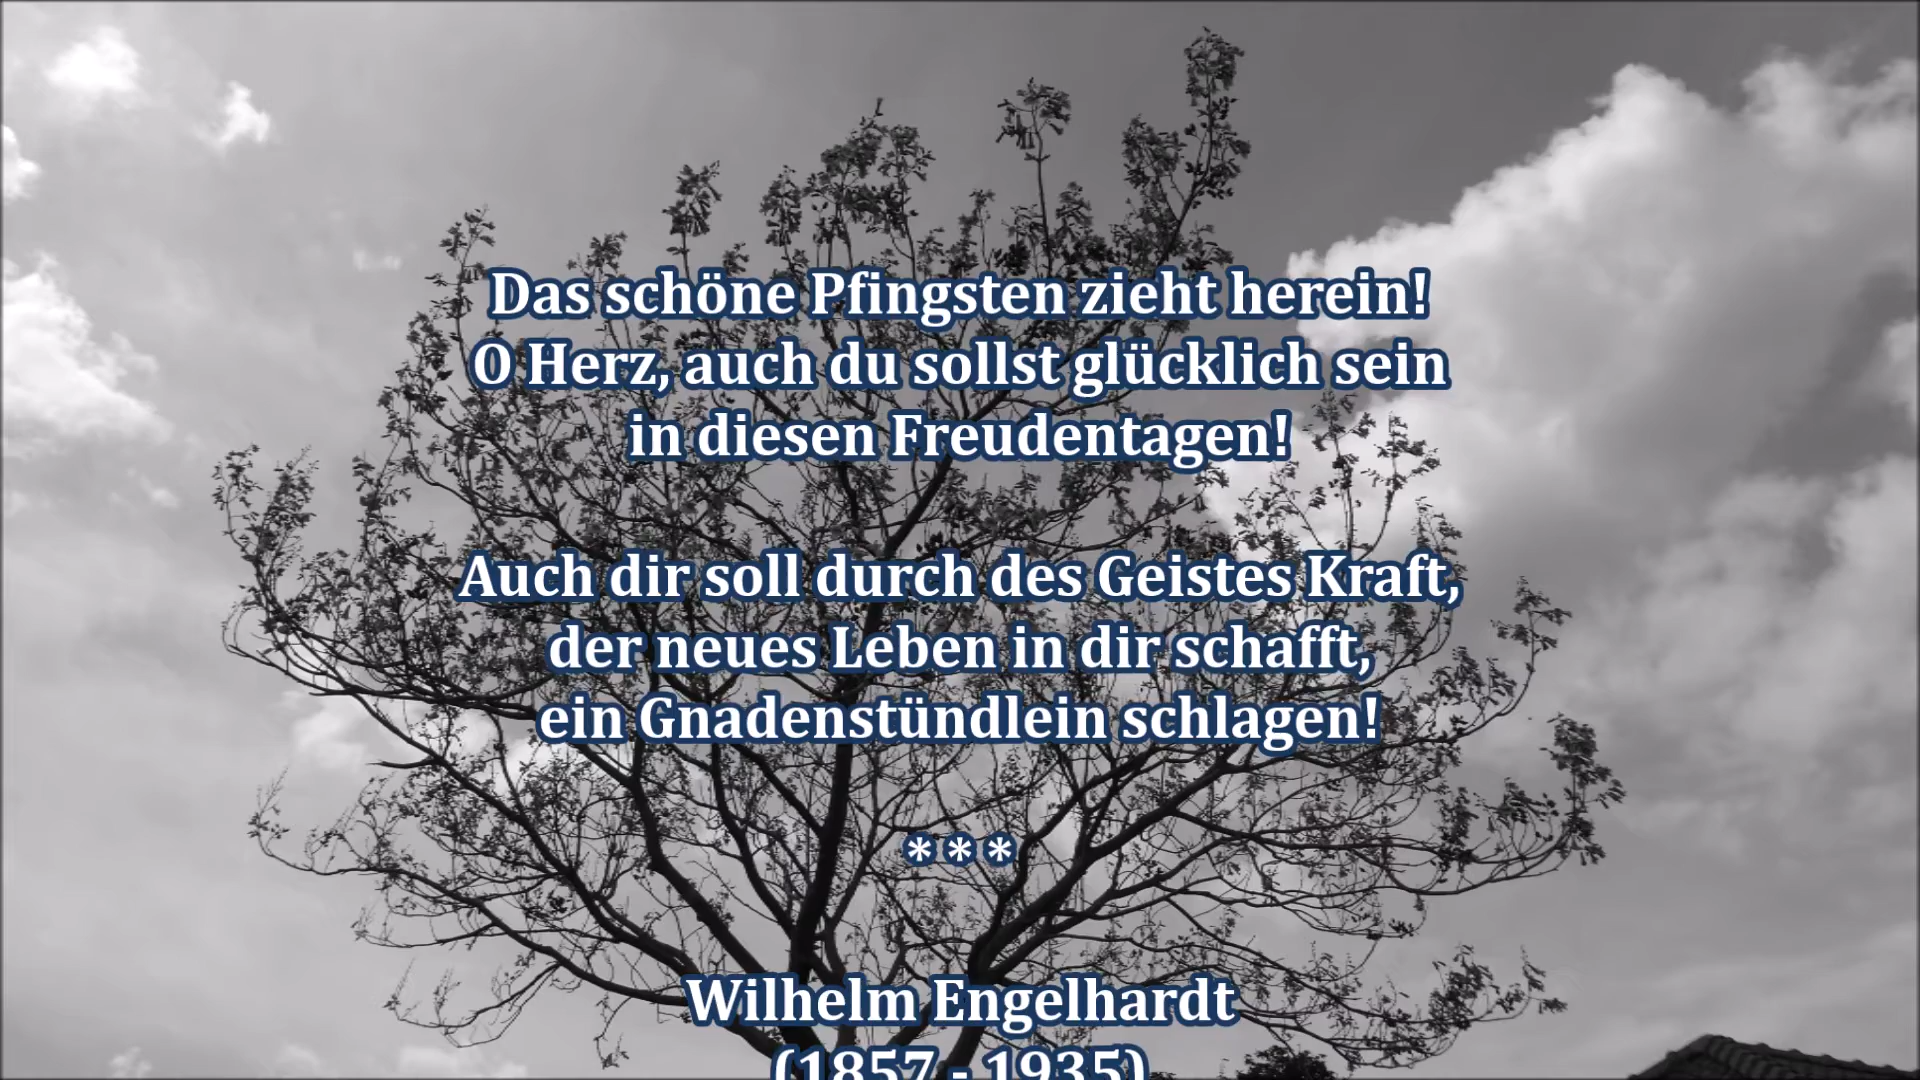 Das schöne Pfingsten zieht herein!
O Herz, auch du sollst glücklich sein
in diesen Freudentagen!
Auch dir soll durch des Geistes Kraft,
der neues Leben in dir schafft,
ein Gnadenstündlein schlagen!
* * *
Wilhelm Engelhardt
(1857 - 1935)